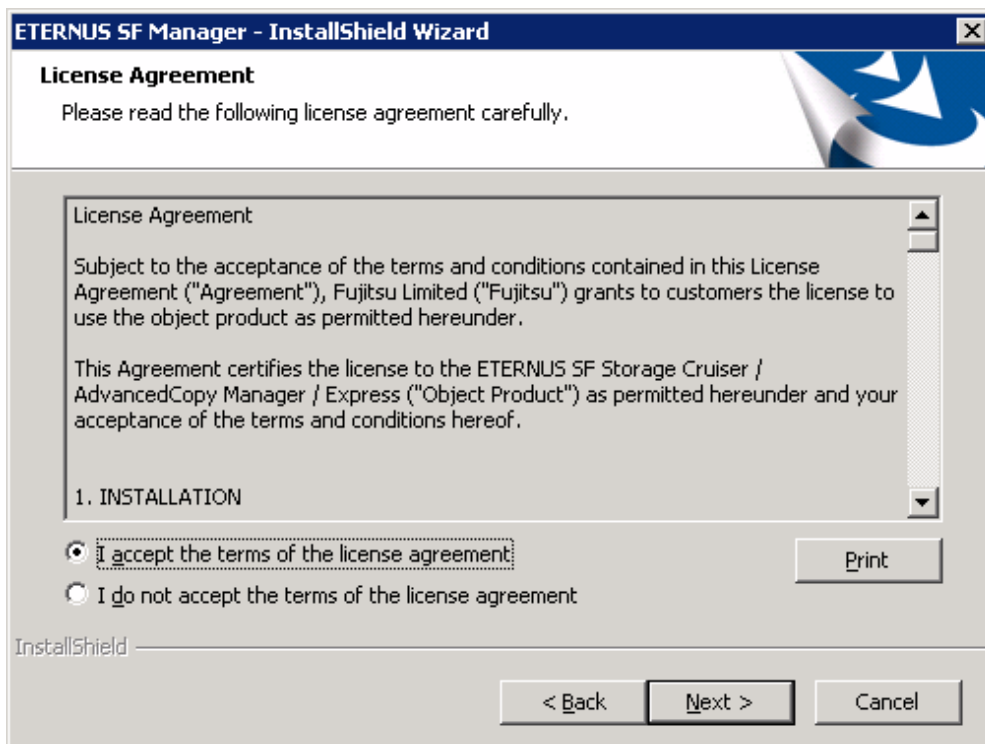 ETERNUS SF Manager - InstallShield Wizard
License Agreement
Please read the following license agreement carefully.
License Agreement
Subject to the acceptance of the terms and conditions contained in this License
Agreement ("Agreement"), Fujitsu Limited ("Fujitsu") grants to customers the license to
use the object product as permitted hereunder.
This Agreement certifies the license to the ETERNUS SF Storage Cruiser /
AdvancedCopy Manager / Express ("Object Product") as permitted hereunder and your
acceptance of the terms and conditions hereof.
1. INSTALLATION
I accept the terms of the license agreement
Print
I do not accept the terms of the license agreement
InstallShield
< Back
Next >
Cancel